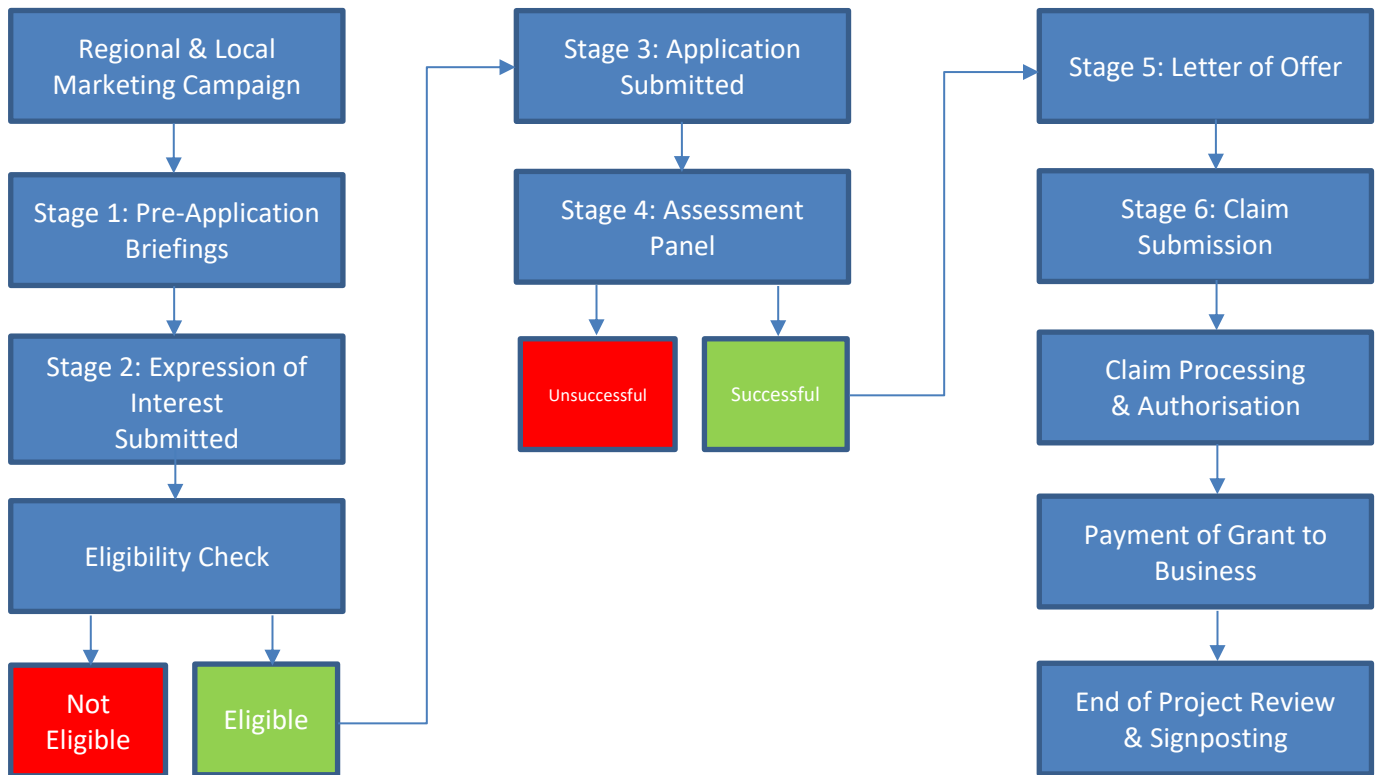 Regional & Local
Marketing Campaign
Stage 1: Pre-Application
Briefings
Stage 2: Expression of
Interest
Submitted
Eligibility Check
Not
Eligible
Eligible
Stage 3: Application
Submitted
Stage 4: Assessment
Panel
Unsuccessful
Successful
Stage 5: Letter of Offer
Stage 6: Claim
Submission
Claim Processing
& Authorisation
Payment of Grant to
Business
End of Project Review
& Signposting